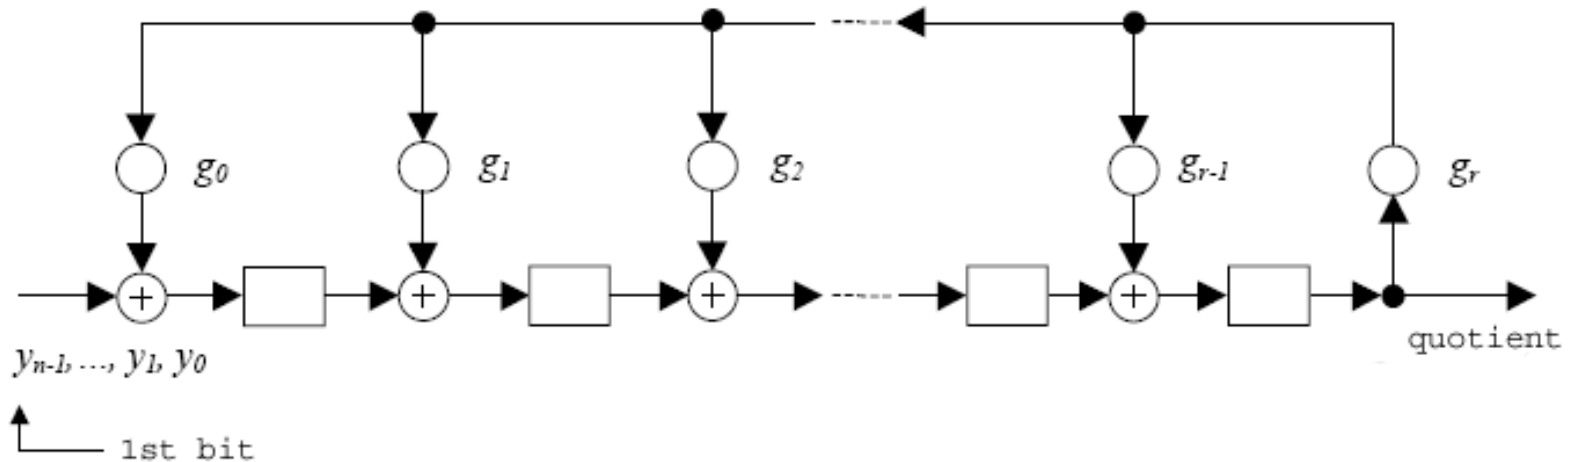 g0 g1 g2 gr-1 gr
+ + + +
quotient
yn-1, ..., y1, y0
1st bit